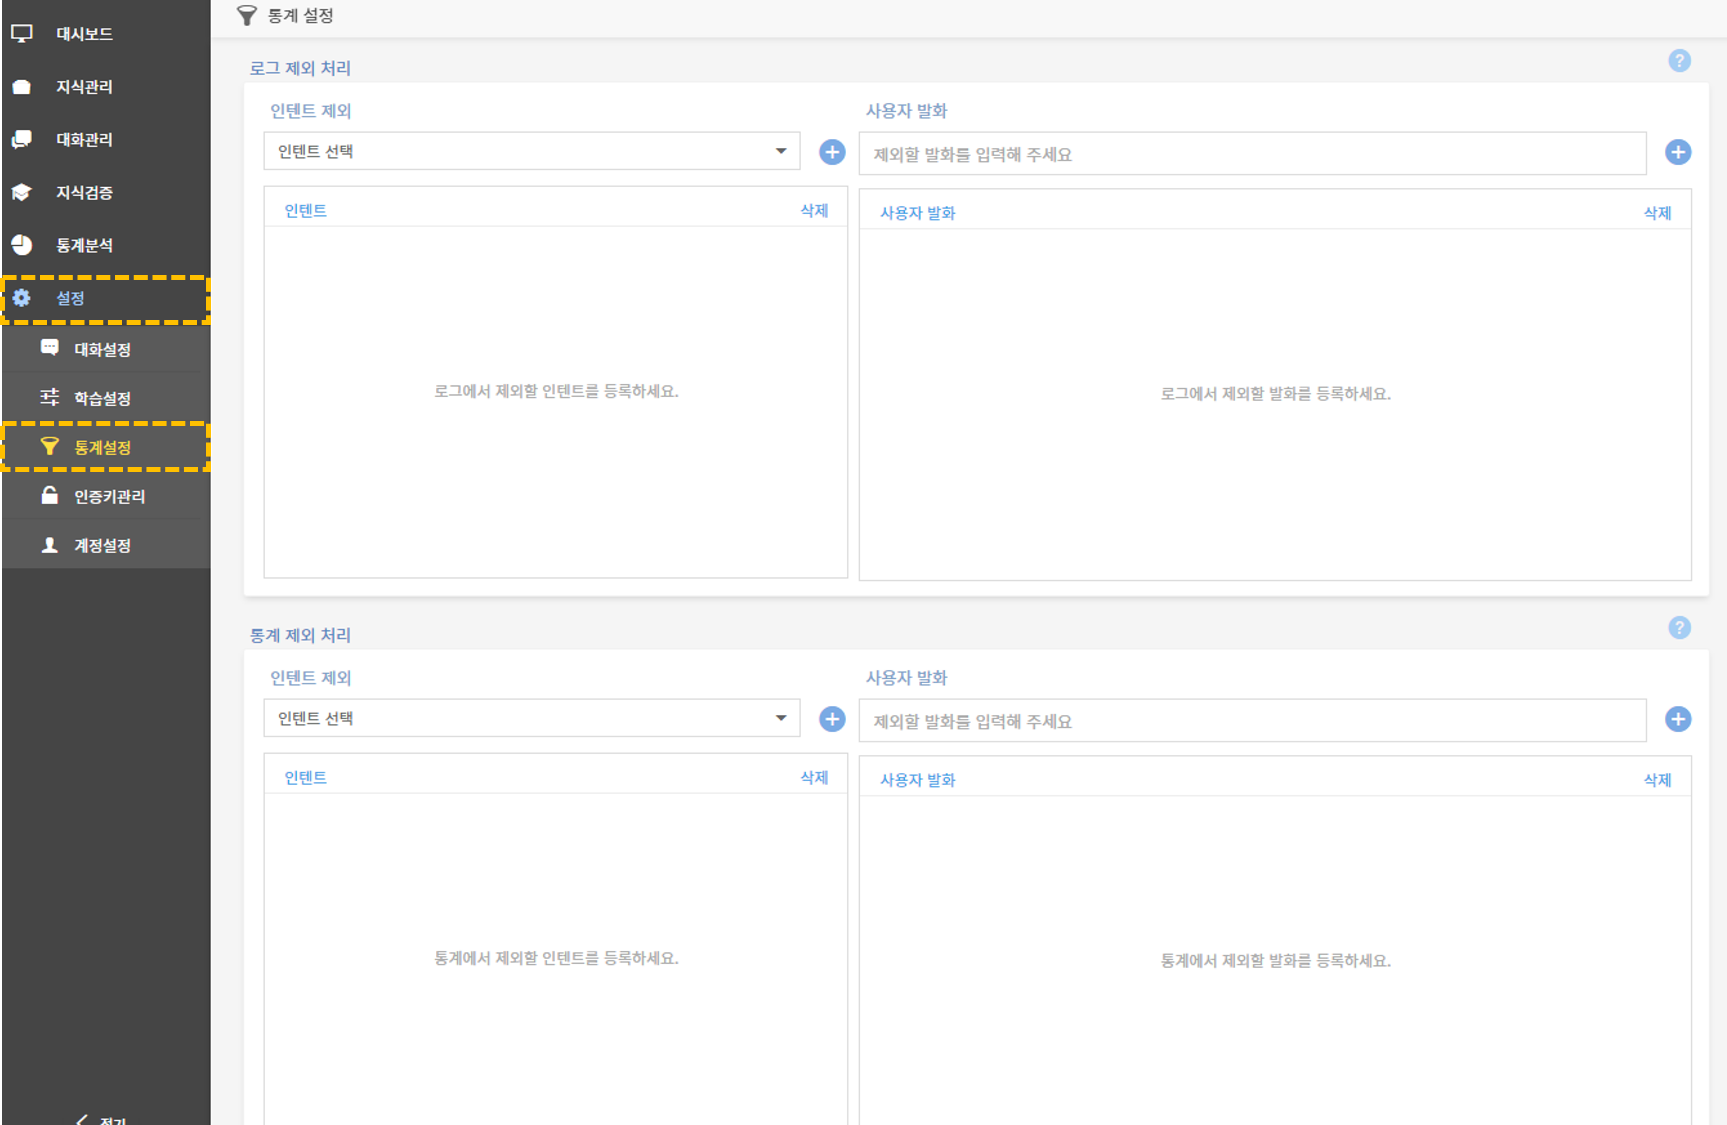 대시보드
지식관리
대화관리
지식검증
통계분석
설정
대화설정
학습설정
통계설정
인증키관리
계정설정
통계 설정
로그 제외 처리
?
인텐트 제외
사용자 발화
인텐트 선택
제외할 발화를 입력해 주세요
인텐트 삭제
사용자 발화 삭제
로그에서 제외할 인텐트를 등록하세요.
로그에서 제외할 발화를 등록하세요.
통계 제외 처리
?
인텐트 제외
사용자 발화
인텐트 선택
제외할 발화를 입력해 주세요
인텐트 삭제
사용자 발화 삭제
통계에서 제외할 인텐트를 등록하세요.
통계에서 제외할 발화를 등록하세요.